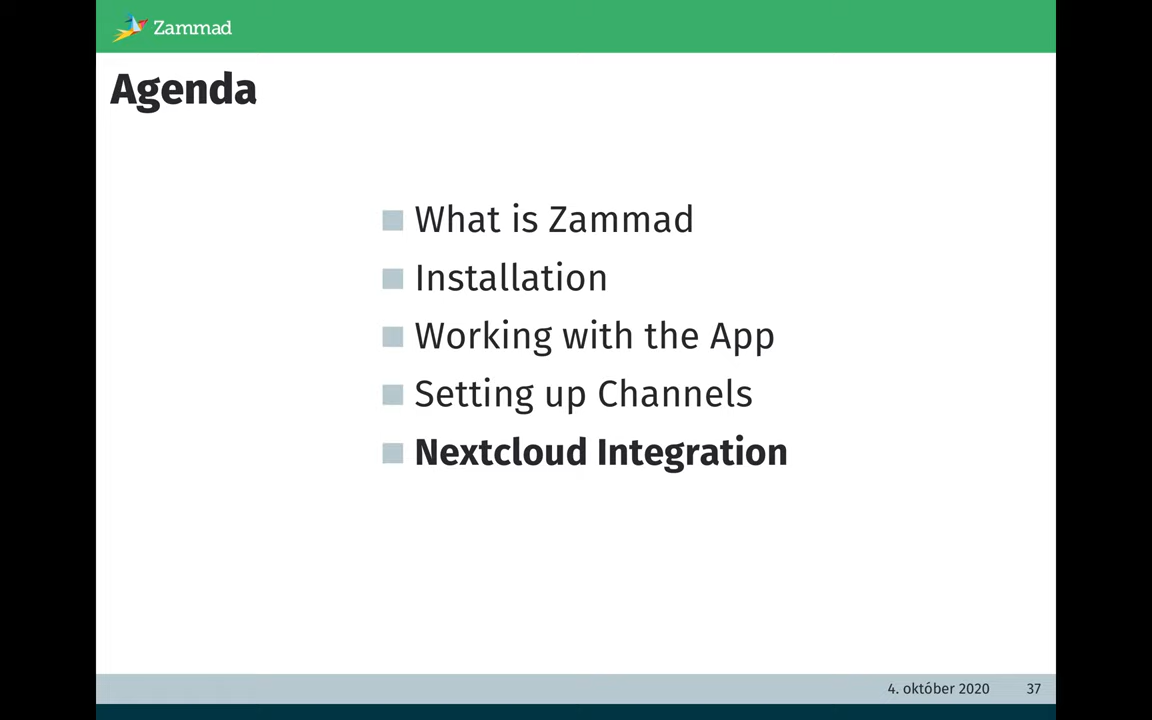 Zammad
Agenda
What is Zammad
Installation
Working with the App
Setting up Channels
Nextcloud Integration
4. október 2020 37